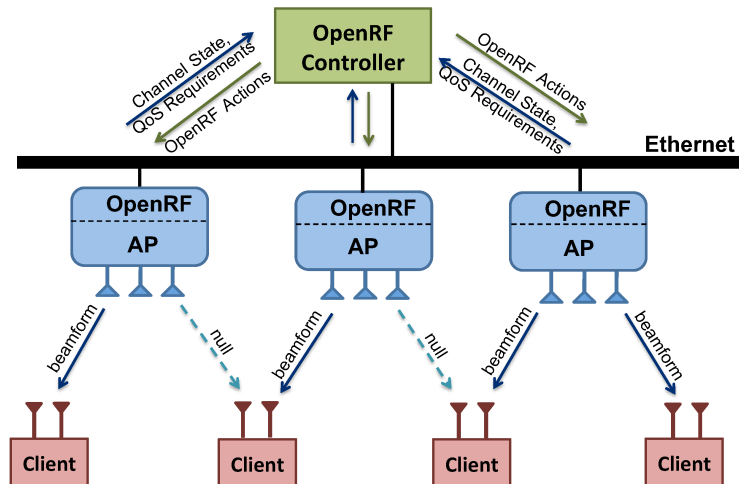 OpenRF
Controller
Channel State,
QoS Requirements
OpenRF Actions
OpenRF Actions
Channel State,
QoS Requirements
Ethernet
OpenRF
AP
OpenRF
AP
OpenRF
AP
beamform
null
beamform
null
beamform
beamform
Client
Client
Client
Client